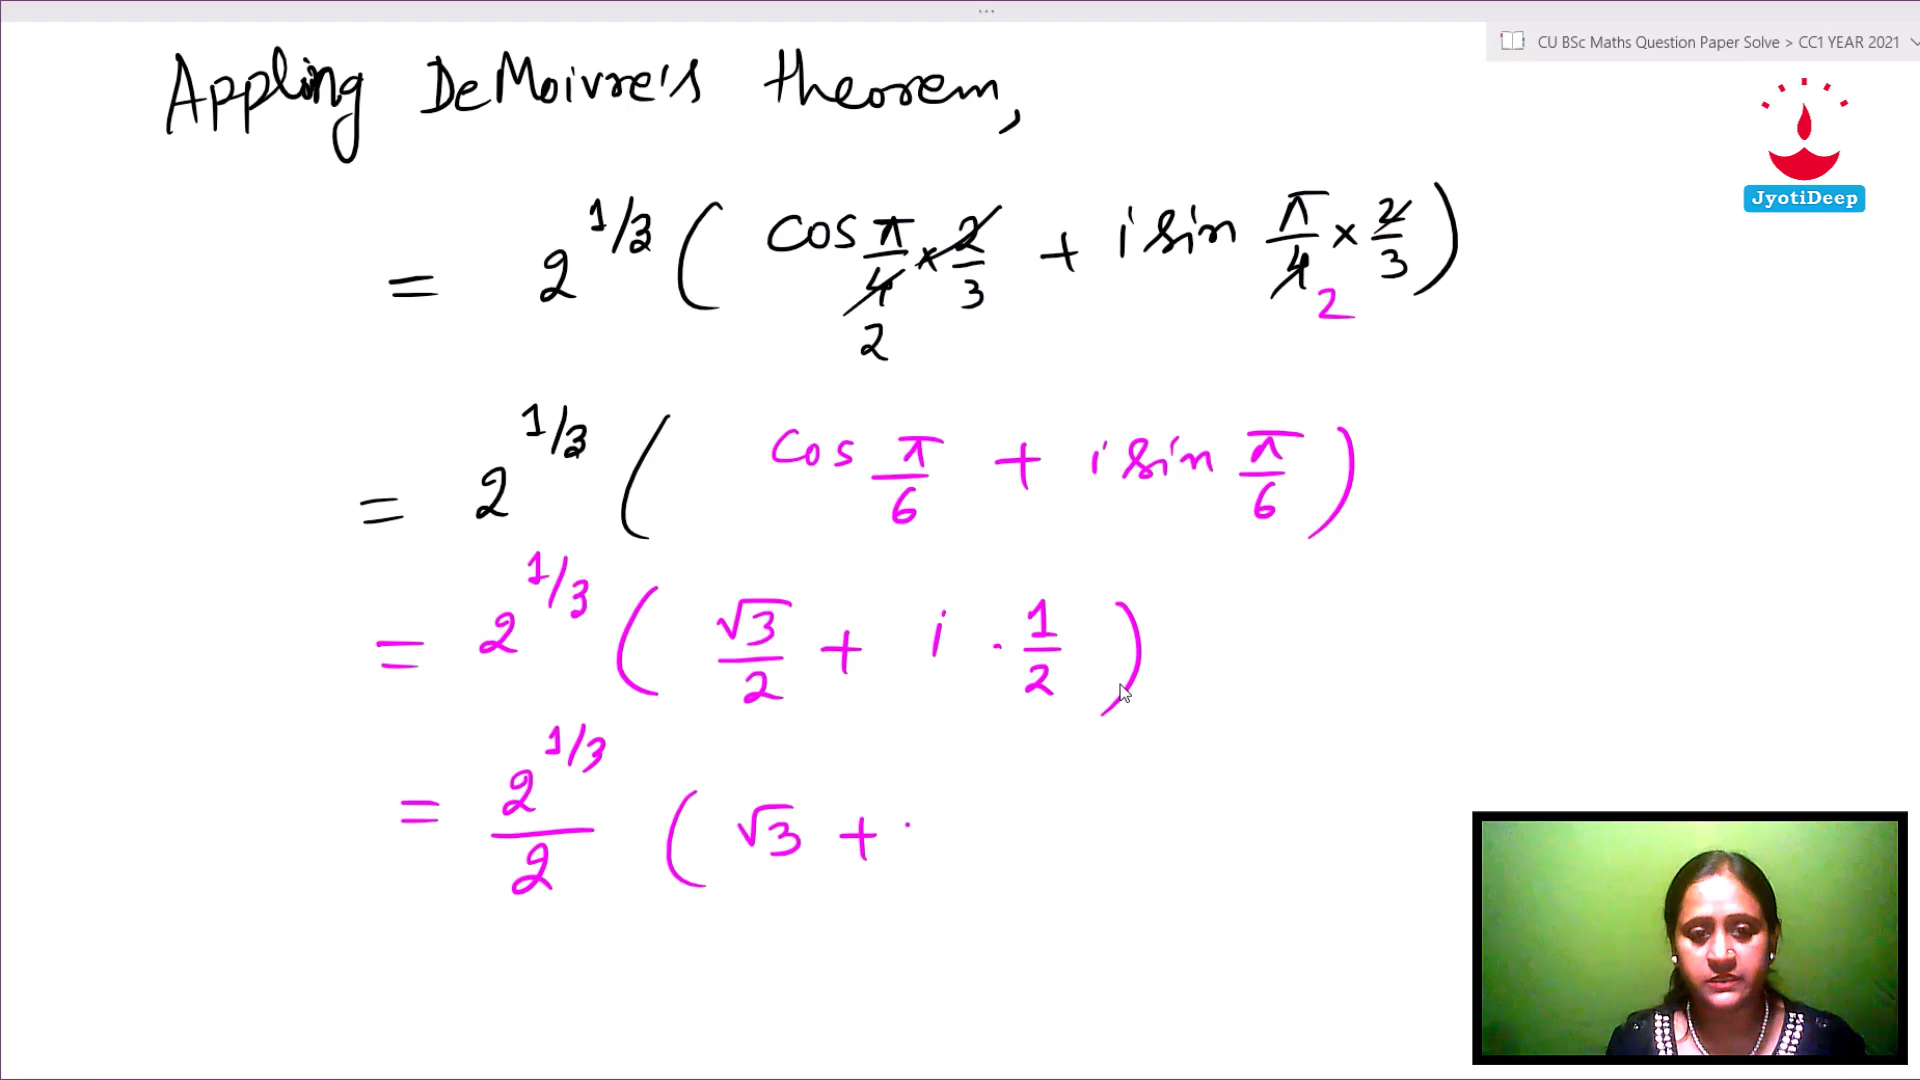 ...
CU BSc Maths Question Paper Solve > CC1 YEAR 2021
Appling DeMoivre's theorem,
JyotiDeep
= 2^1/3 ( cos π/4 × 2/3 + i sin π/4 × 2/3 )
2 2
= 2^1/3 ( cos π/6 + i sin π/6 )
= 2^1/3 ( √3/2 + i · 1/2 )
= 2^1/3/2 ( √3 + ·